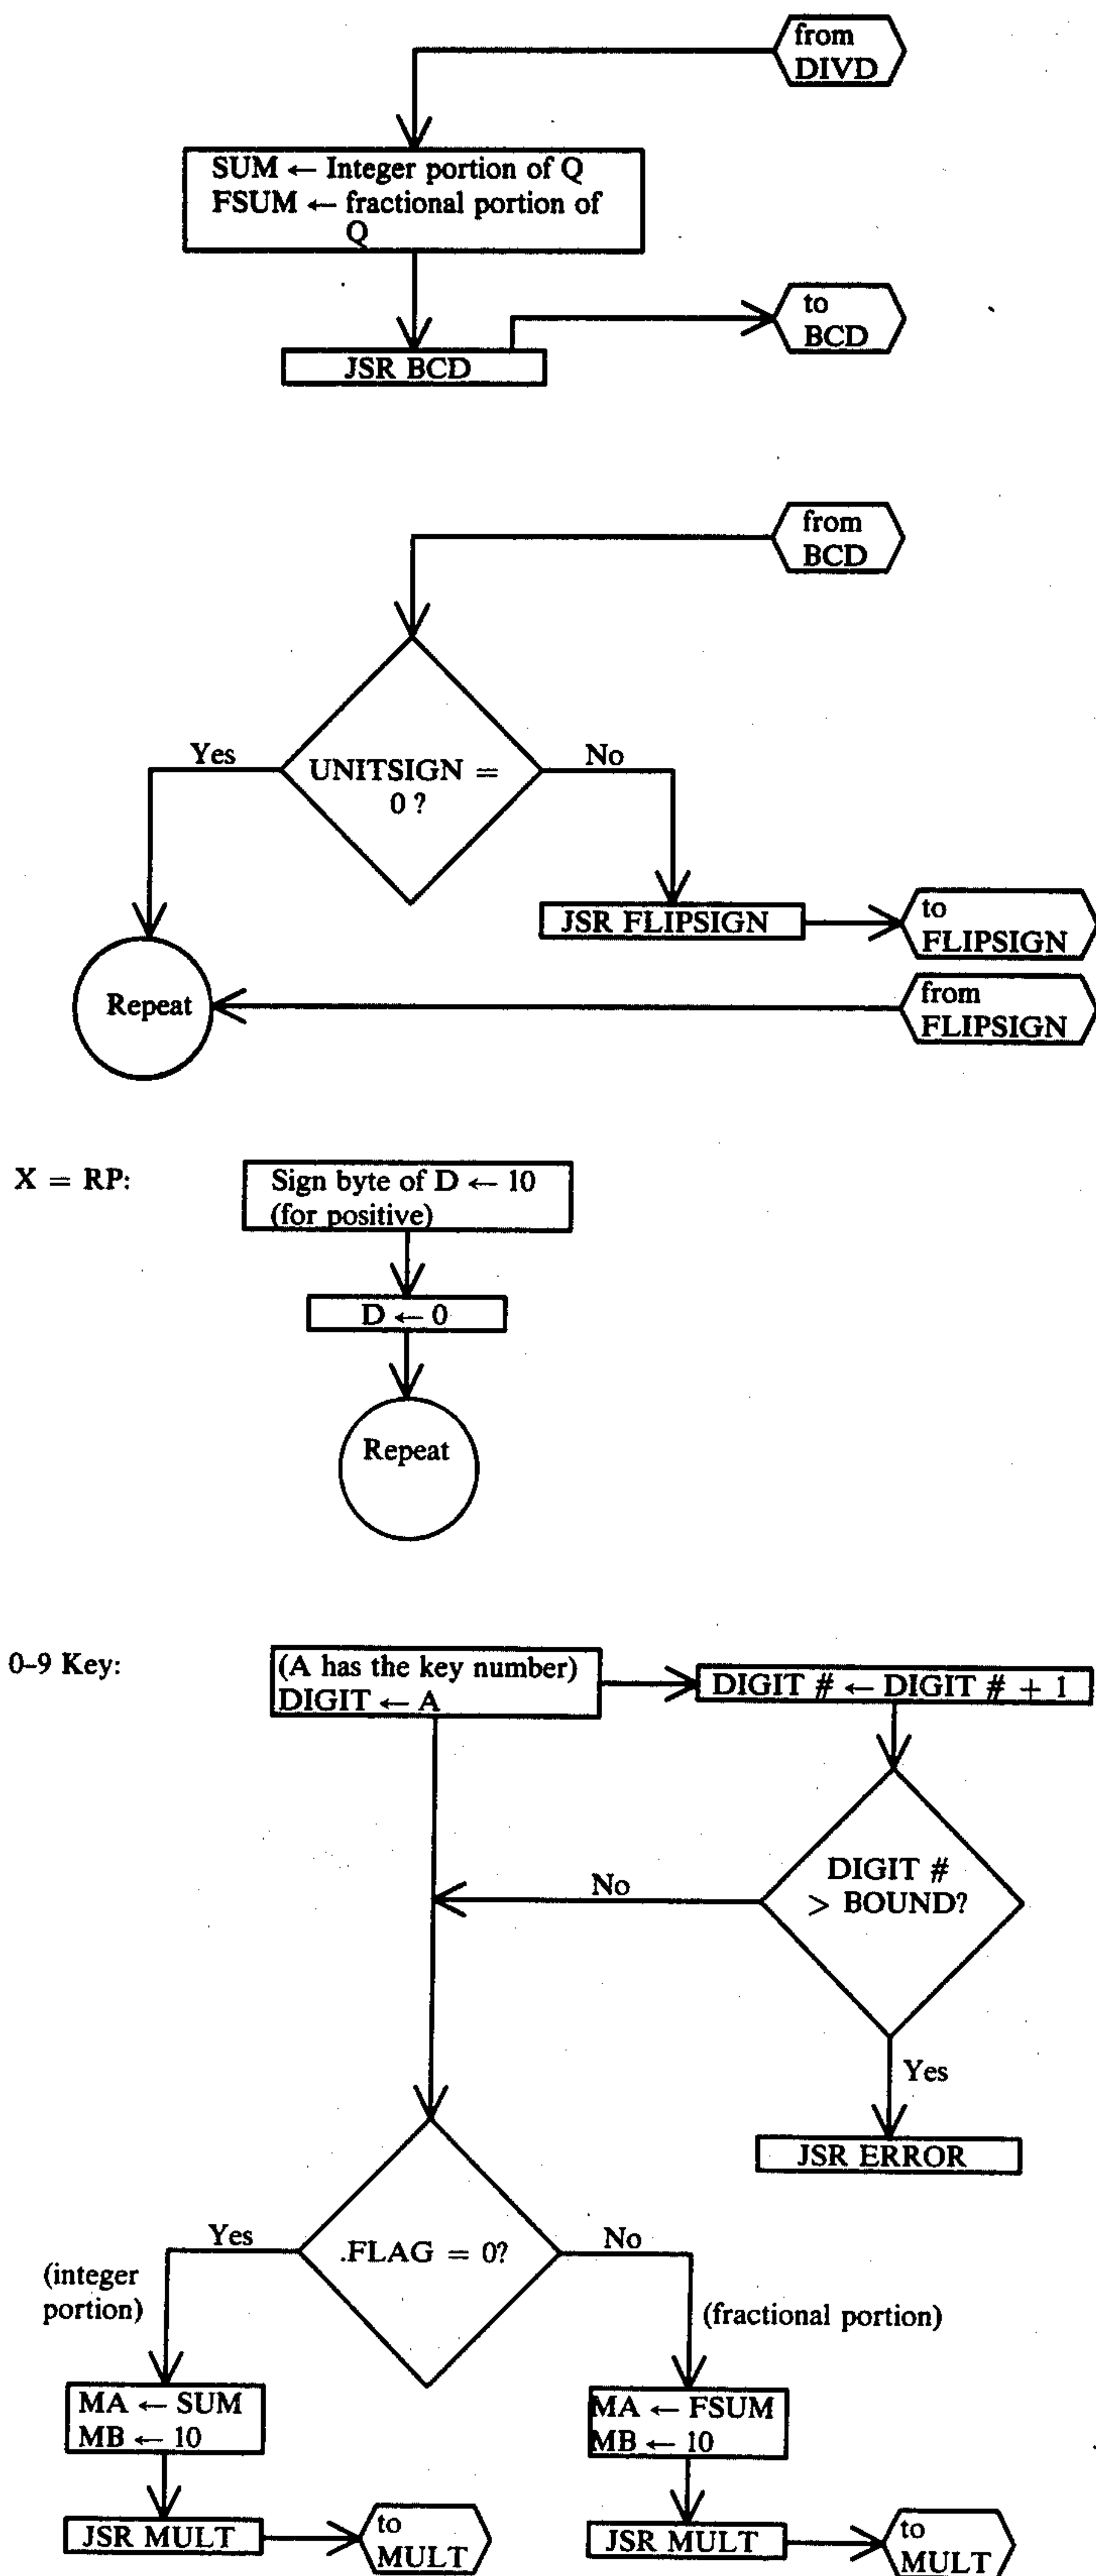 from
DIVD
SUM ← Integer portion of Q
FSUM ← fractional portion of
Q
to
BCD
JSR BCD
from
BCD
Yes
No
UNITSIGN =
0 ?
JSR FLIPSIGN
to
FLIPSIGN
Repeat
from
FLIPSIGN
X = RP:
Sign byte of D ← 10
(for positive)
D ← 0
Repeat
0–9 Key:
(A has the key number)
DIGIT ← A
DIGIT # ← DIGIT # + 1
DIGIT #
> BOUND?
No
Yes
JSR ERROR
Yes
.FLAG = 0?
No
(integer
portion)
(fractional portion)
MA ← SUM
MB ← 10
MA ← FSUM
MB ← 10
JSR MULT
to
MULT
JSR MULT
to
MULT